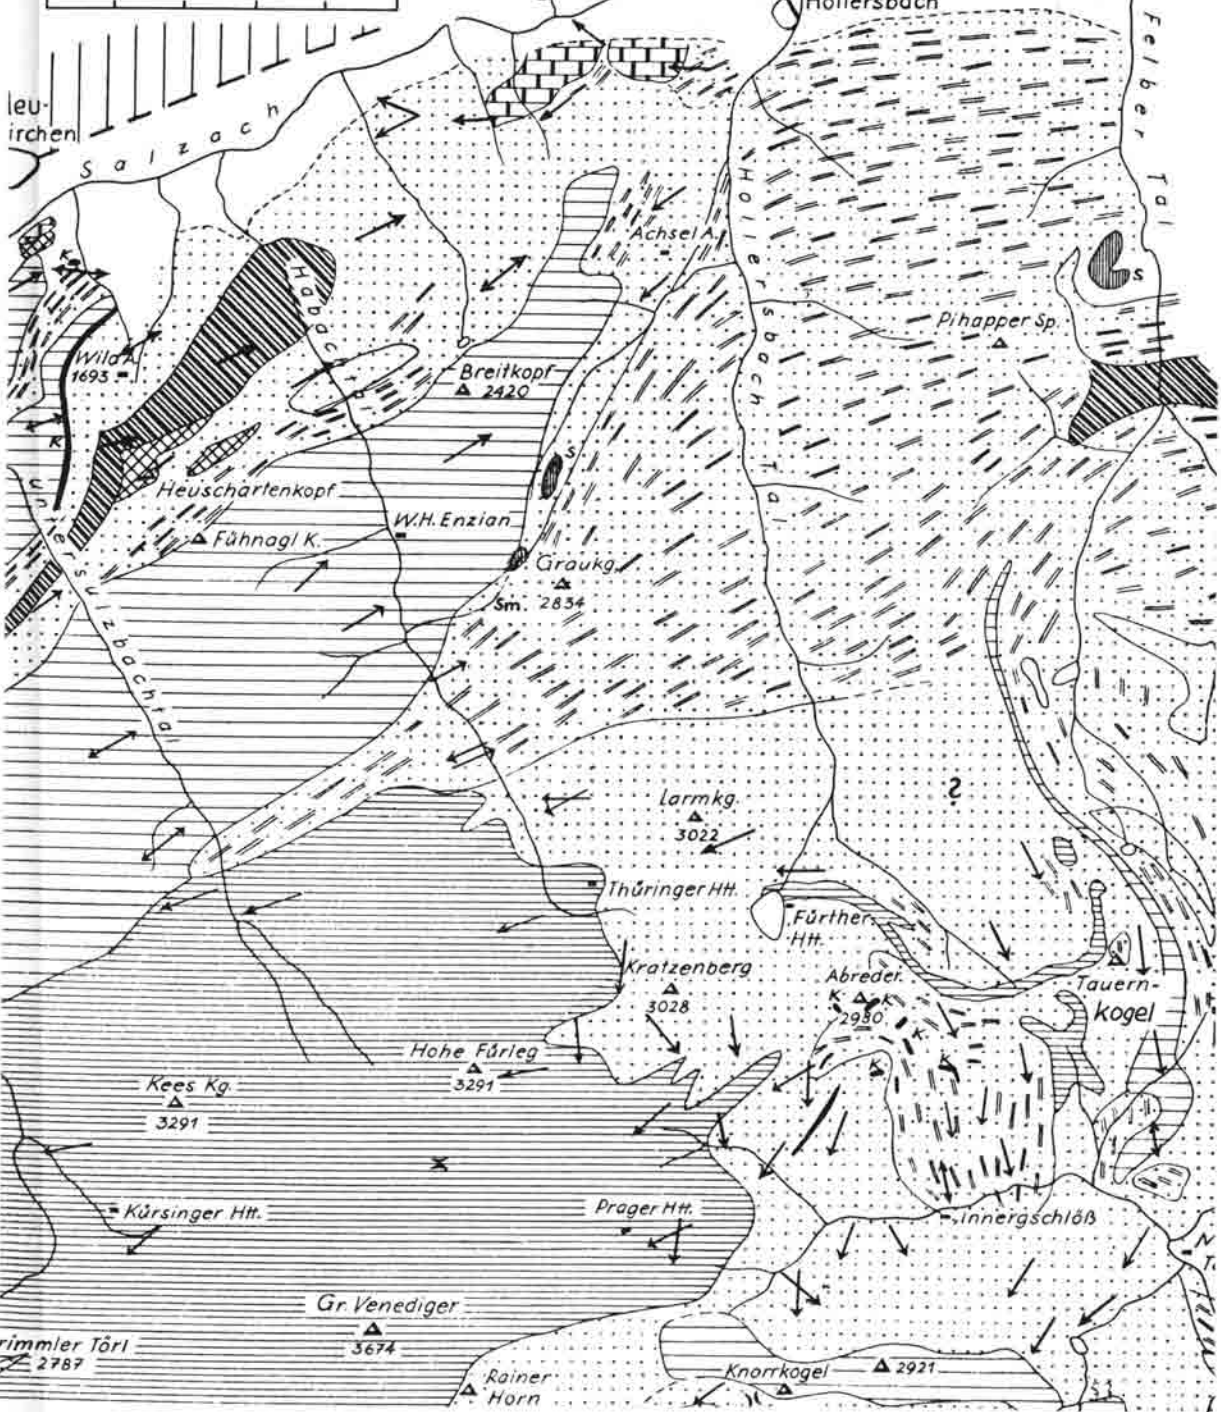 Hollersbach
Felber Tal
Salzach
Hollersbach Tal
Achsel A.
K
S
Habachtal
Pihapper Sp.
Wild A.
1693
Breitkopf
2420
K
S
Heuschartenkopf
Untersulzbachtal
W.H. Enzian
Fühnagl K.
Graukg.
Sm. 2834
?
Larmkg.
3022
Thüringer Htt.
Fürther
Htt.
Kratzenberg
3028
Abreder
K K
2980
K
Tauern-
kogel
K K
Hohe Fürleg
3291
Kees Kg.
3291
Kürsinger Htt.
Prager Htt.
Innergschlöß
Gr. Venediger
3674
rimmler Törl
2787
Knorrkogel
2921
Rainer
Horn